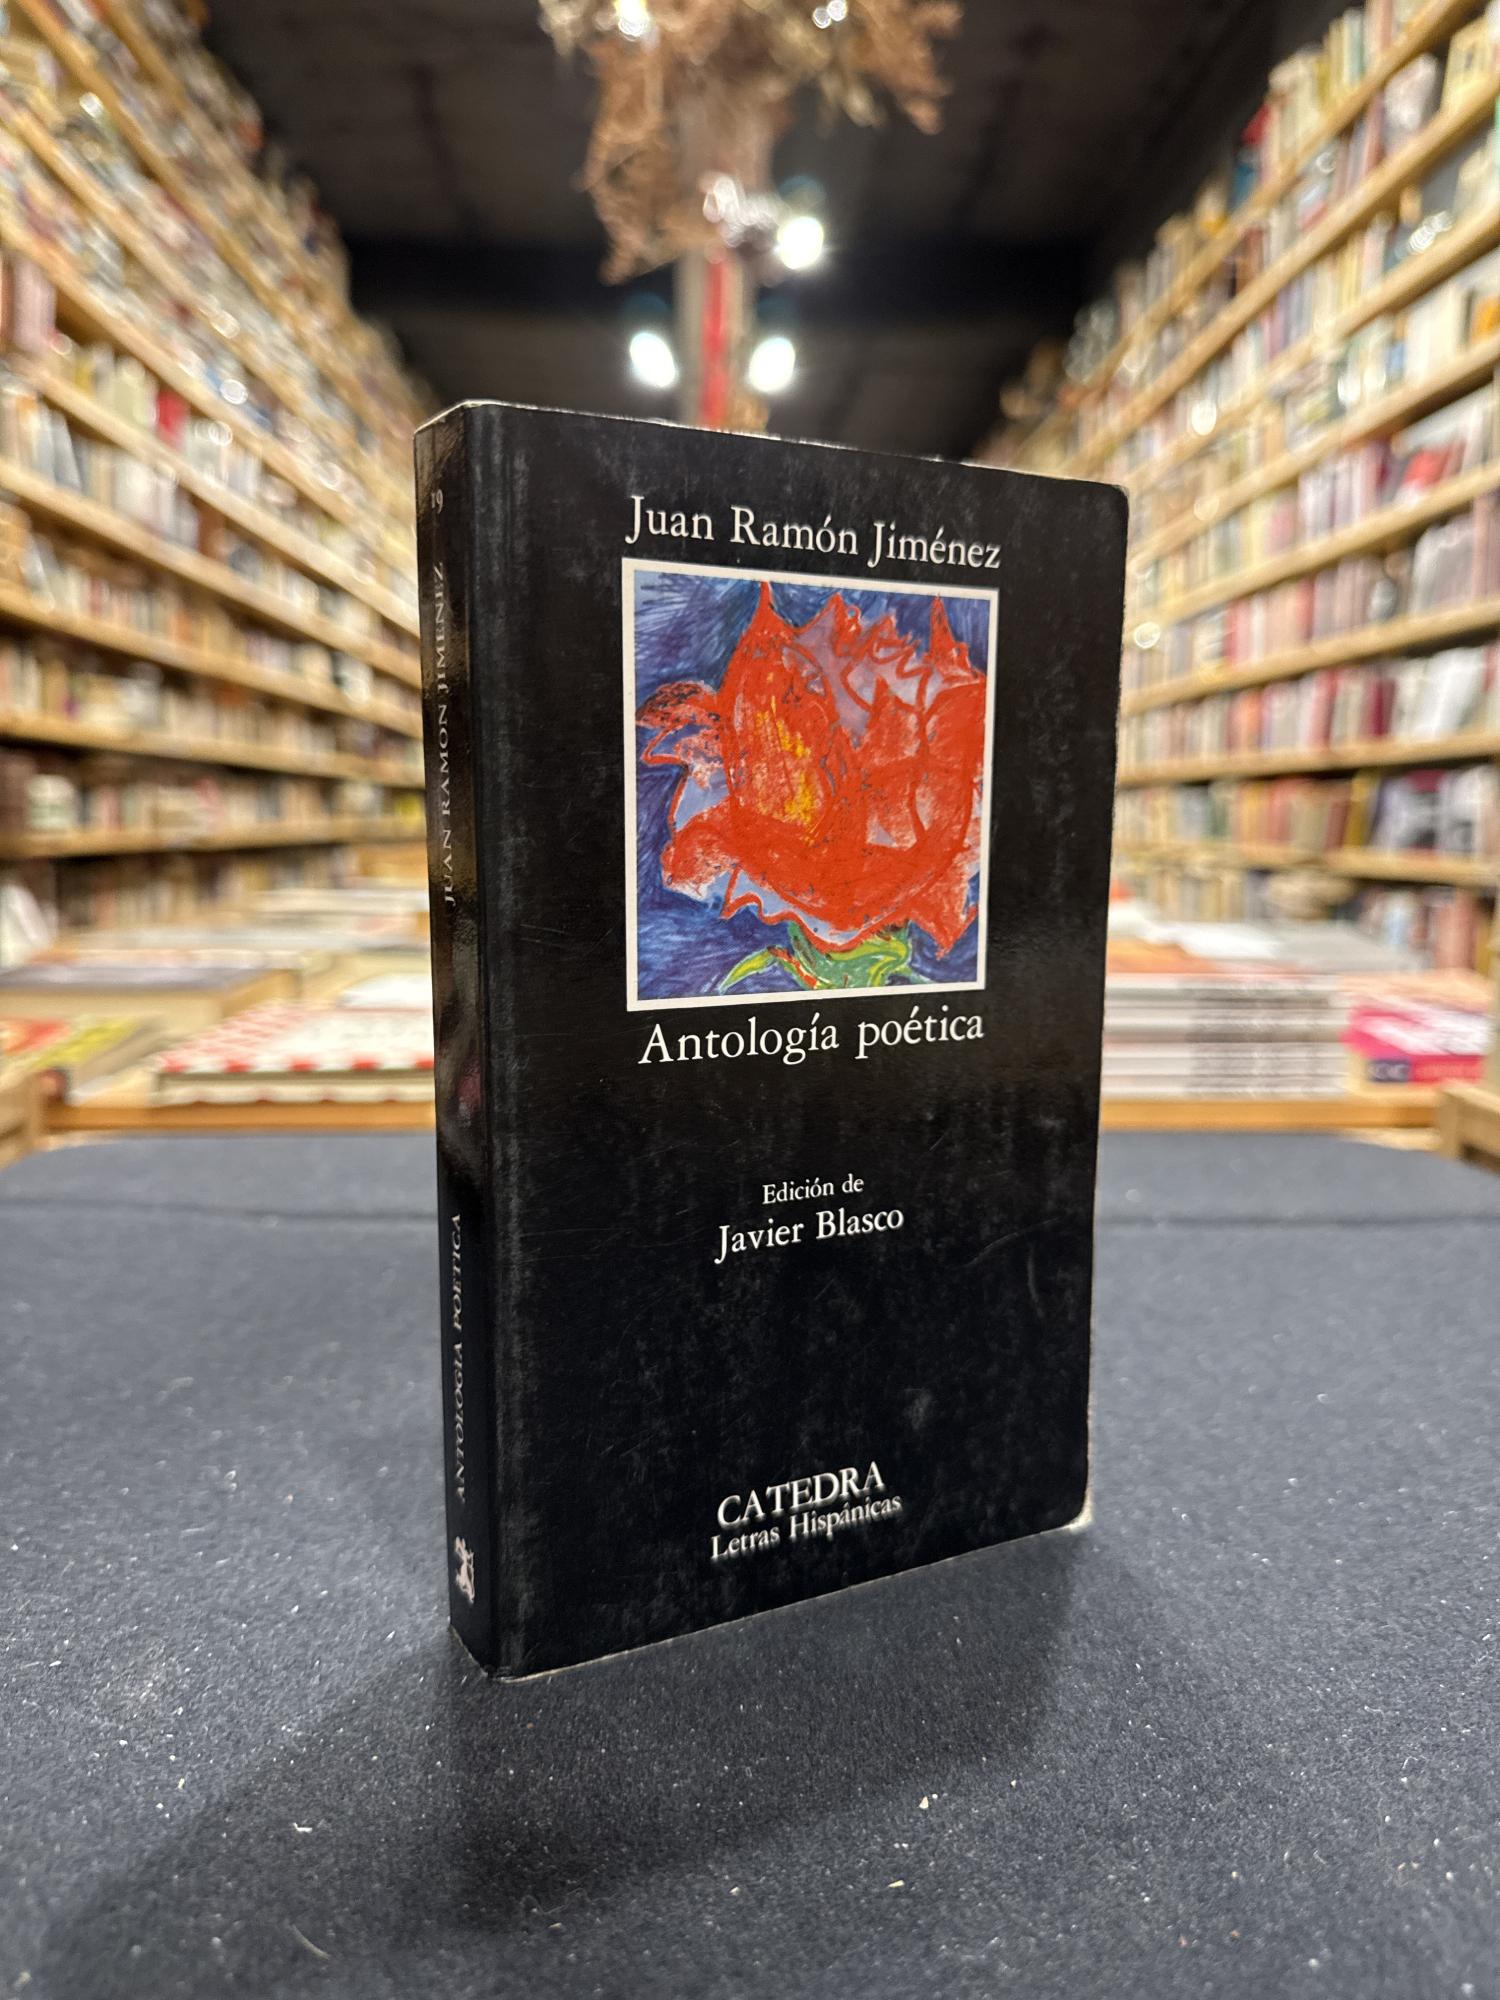 Juan Ramón Jiménez
Antología poética
Edición de
Javier Blasco
CATEDRA
Letras Hispánicas
19
JUAN RAMON JIMENEZ
ANTOLOGIA POETICA